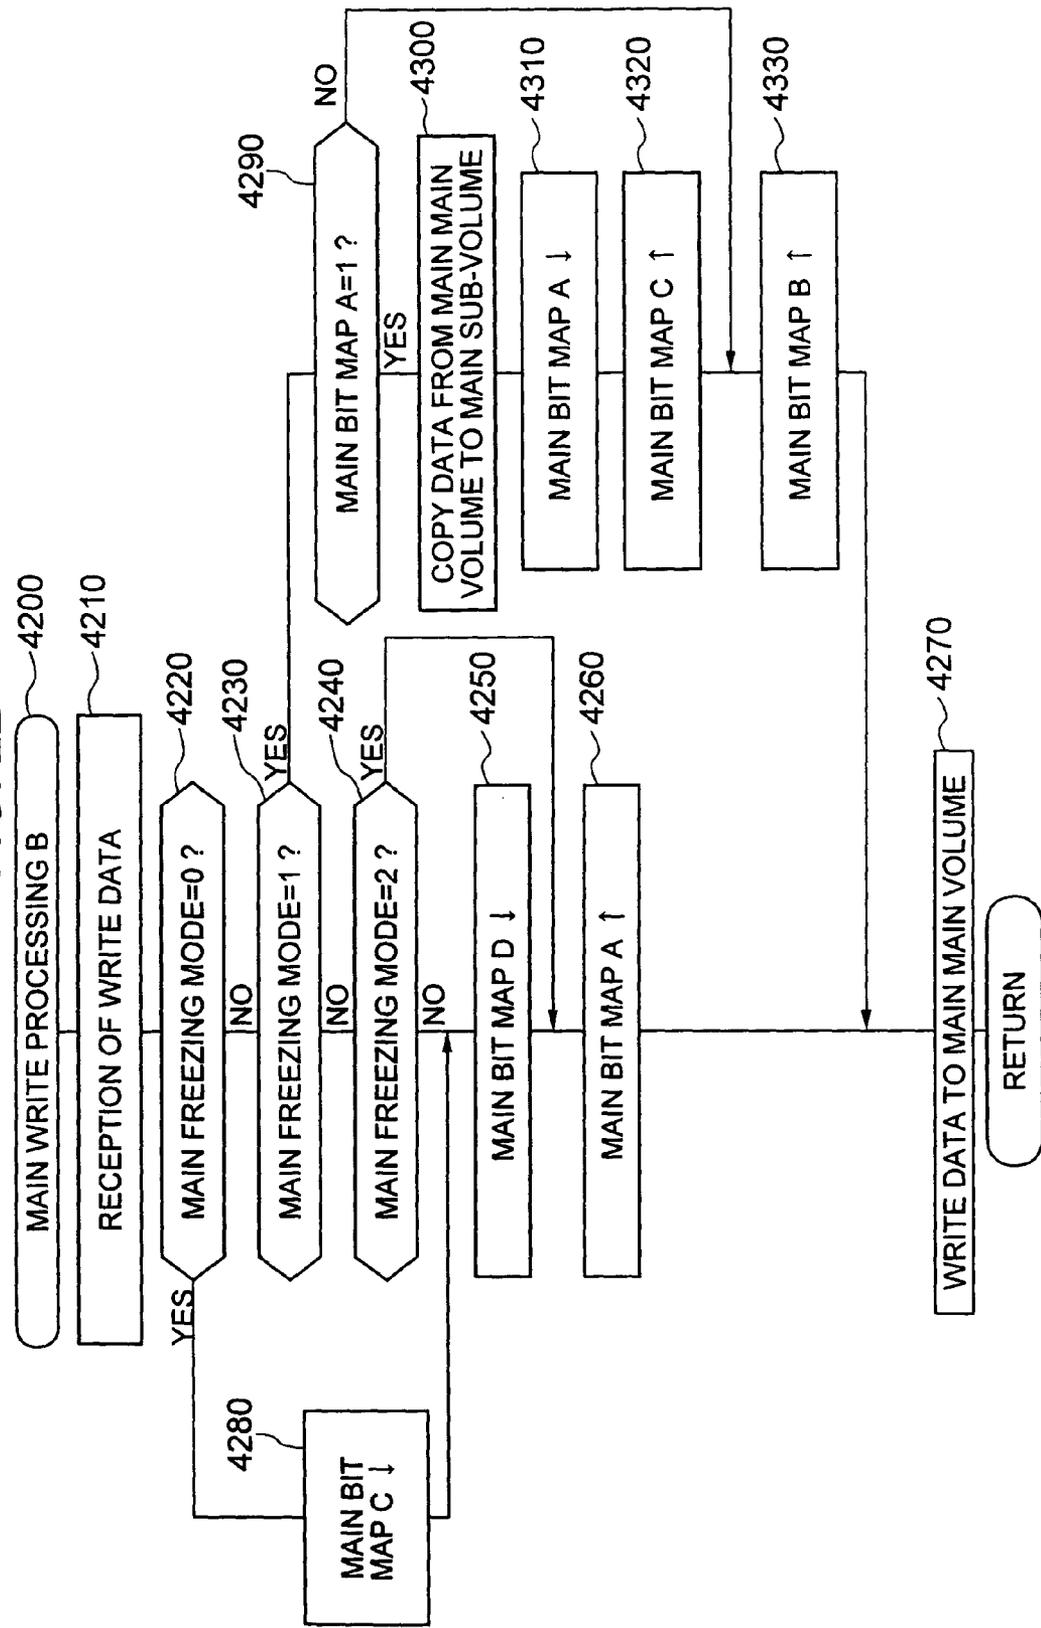 MAIN WRITE PROCESSING B
4200
RECEPTION OF WRITE DATA
4210
MAIN FREEZING MODE=0 ?
4220
YES
NO
MAIN FREEZING MODE=1 ?
4230
YES
NO
MAIN FREEZING MODE=2 ?
4240
YES
NO
MAIN BIT
MAP C ↓
4280
MAIN BIT MAP D ↓
4250
MAIN BIT MAP A ↑
4260
MAIN BIT MAP A=1 ?
4290
NO
YES
COPY DATA FROM MAIN MAIN
VOLUME TO MAIN SUB-VOLUME
4300
MAIN BIT MAP A ↓
4310
MAIN BIT MAP C ↑
4320
MAIN BIT MAP B ↑
4330
WRITE DATA TO MAIN MAIN VOLUME
4270
RETURN